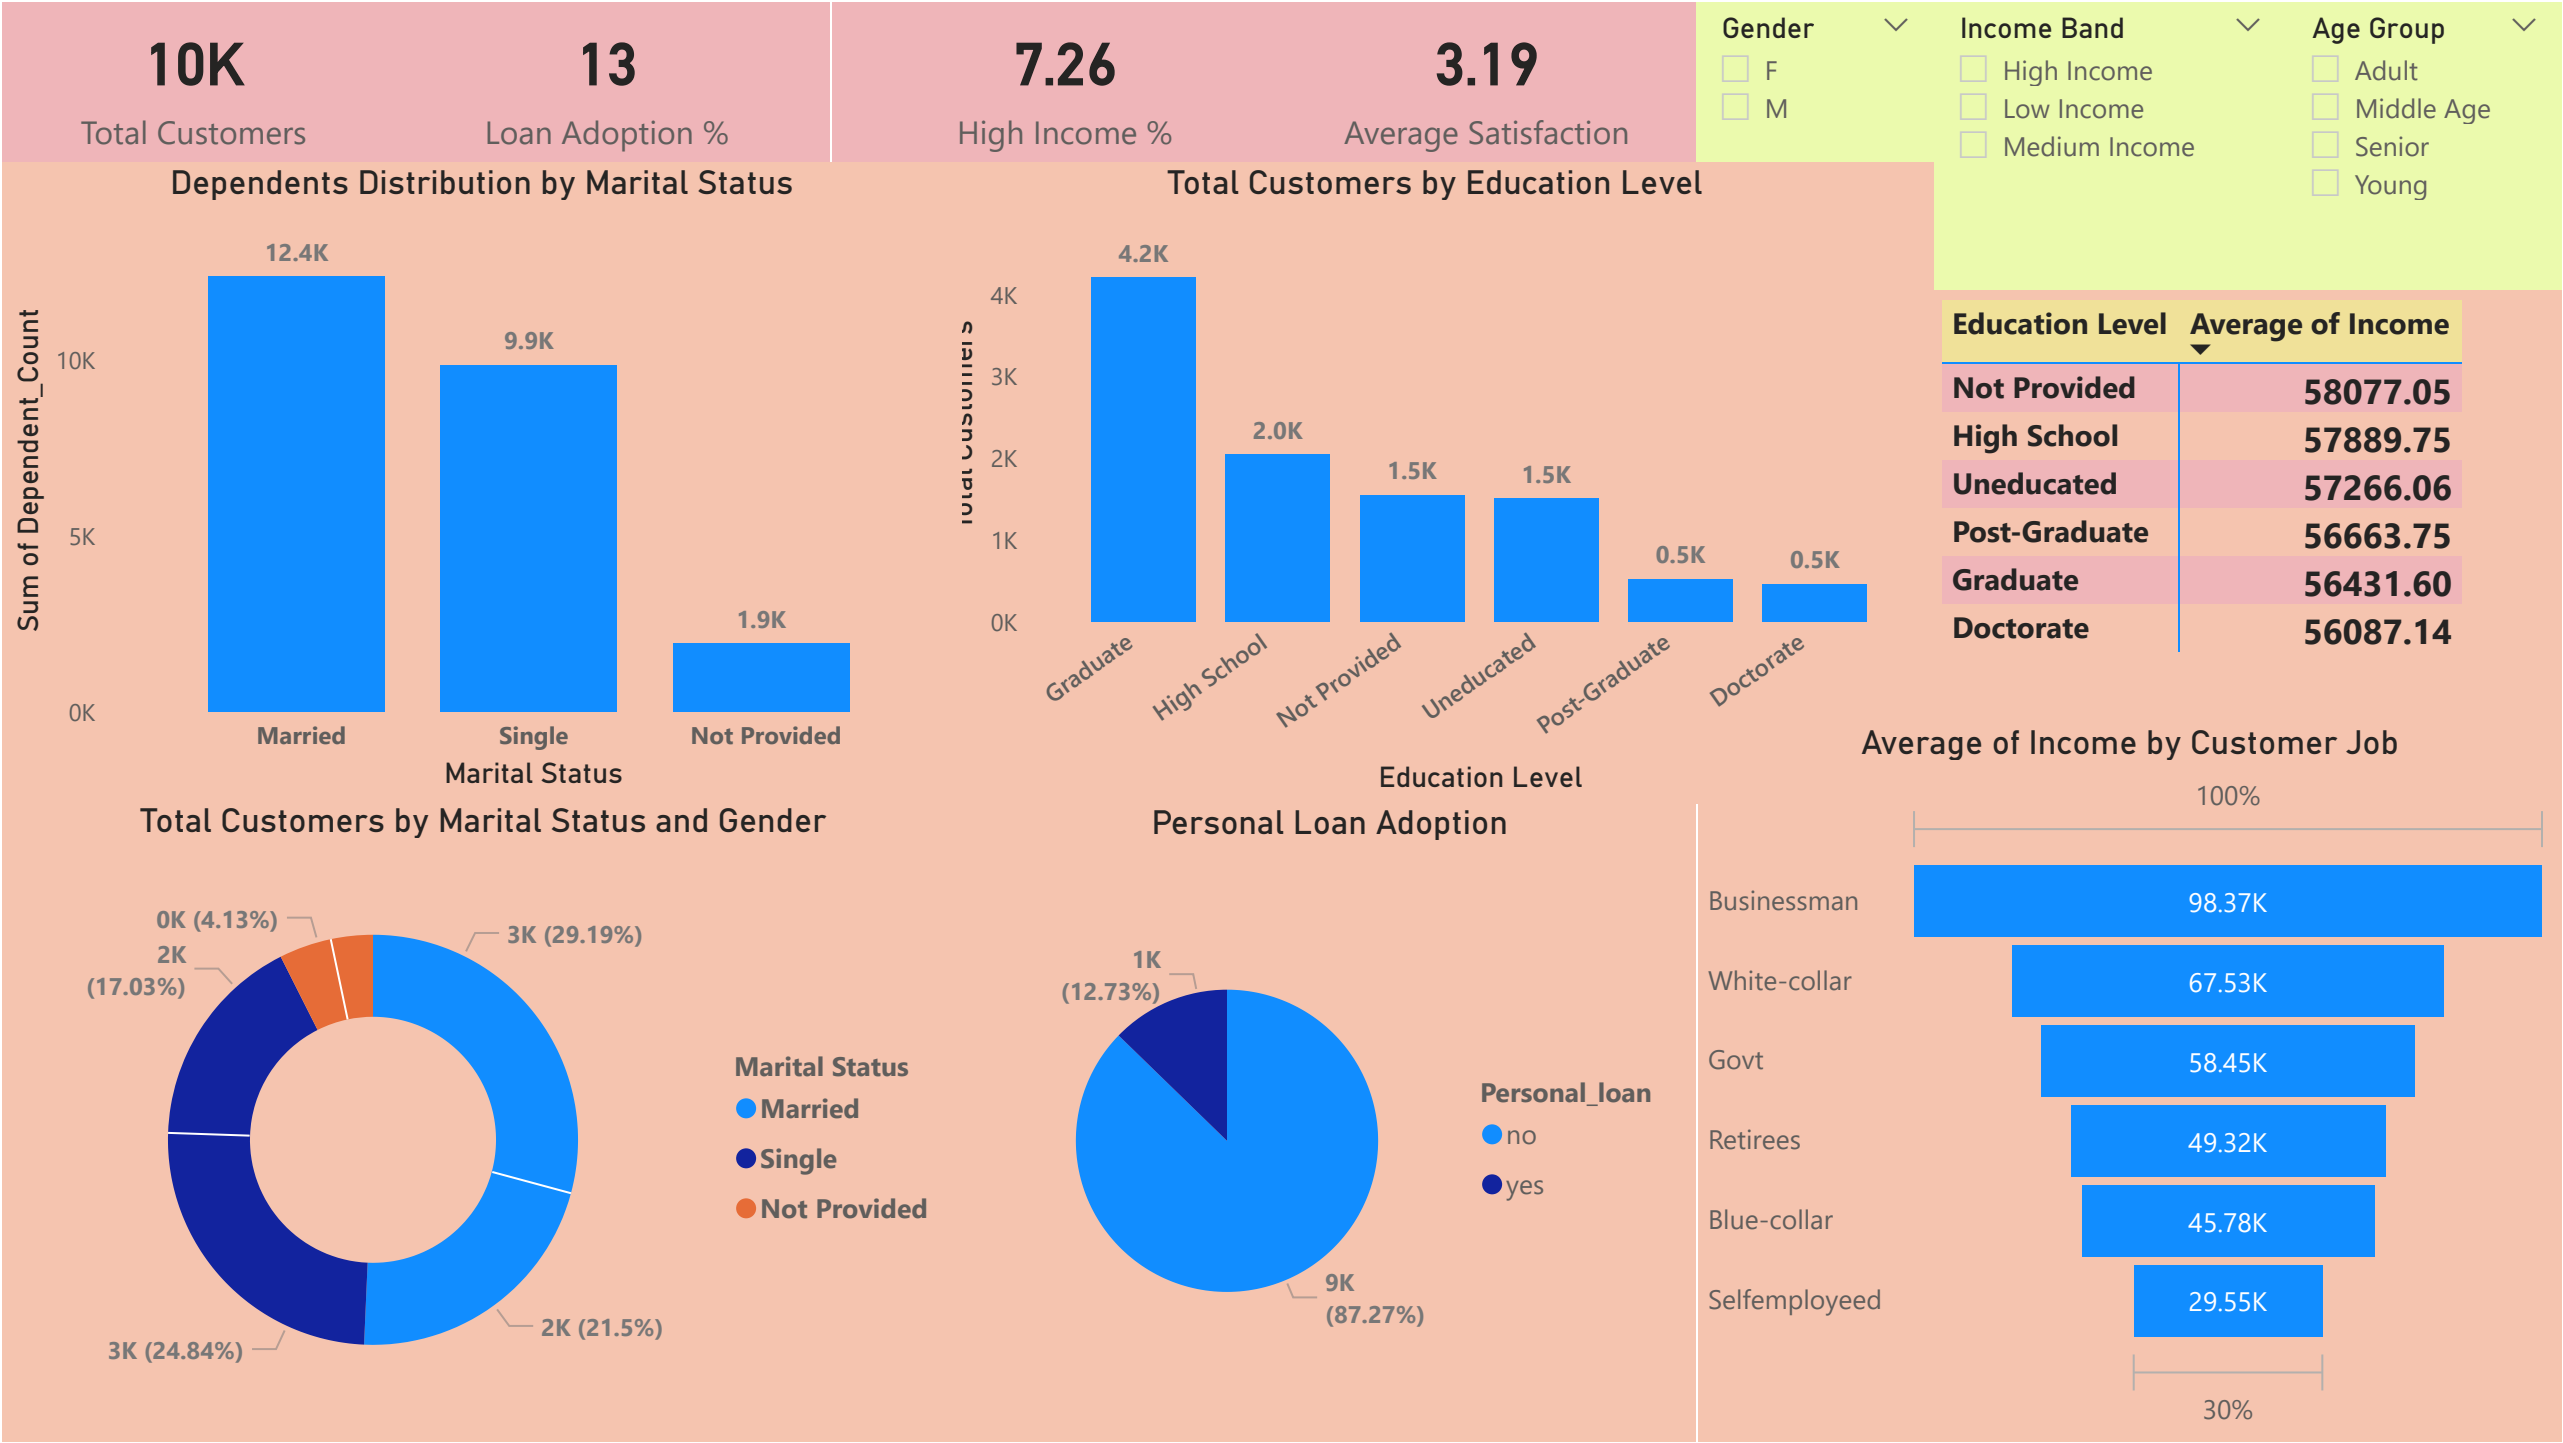 10K
Total Customers
13
Loan Adoption %
7.26
High Income %
3.19
Average Satisfaction
Gender
F
M
Income Band
High Income
Low Income
Medium Income
Age Group
Adult
Middle Age
Senior
Young
Dependents Distribution by Marital Status
Sum of Dependent_Count
10K
5K
0K
12.4K
9.9K
1.9K
Married
Single
Not Provided
Marital Status
Total Customers by Education Level
Total Customers
4K
3K
2K
1K
0K
4.2K
2.0K
1.5K
1.5K
0.5K
0.5K
Graduate
High School
Not Provided
Uneducated
Post-Graduate
Doctorate
Education Level
Education Level Average of Income
Not Provided 58077.05
High School 57889.75
Uneducated 57266.06
Post-Graduate 56663.75
Graduate 56431.60
Doctorate 56087.14
Total Customers by Marital Status and Gender
0K (4.13%)
2K
(17.03%)
3K (29.19%)
3K (24.84%)
2K (21.5%)
Marital Status
Married
Single
Not Provided
Personal Loan Adoption
1K
(12.73%)
9K
(87.27%)
Personal_loan
no
yes
Average of Income by Customer Job
100%
Businessman 98.37K
White-collar 67.53K
Govt 58.45K
Retirees 49.32K
Blue-collar 45.78K
Selfemployeed 29.55K
30%